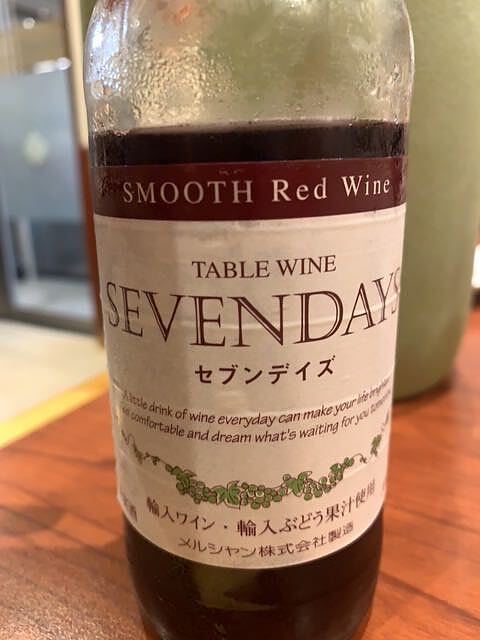 SMOOTH Red Wine
TABLE WINE
SEVENDAYS
セブンデイズ
A little drink of wine everyday can make your life brighter
comfortable and dream what's waiting for you
輸入ワイン・輸入ぶどう果汁使用
メルシャン株式会社製造